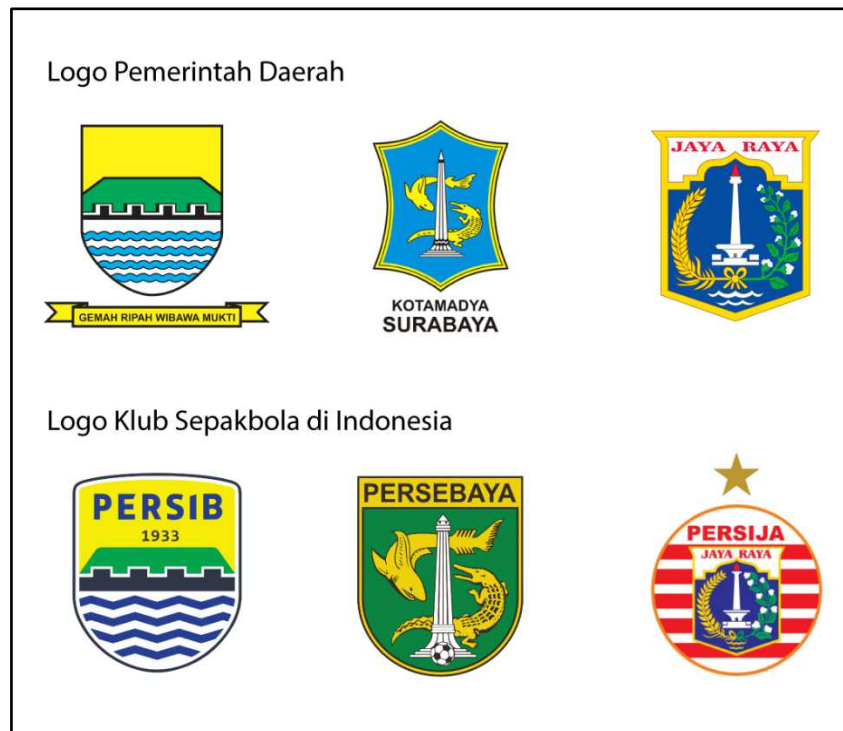 Logo Pemerintah Daerah
GEMAH RIPAH WIBAWA MUKTI
KOTAMADYA
SURABAYA
JAYA RAYA
Logo Klub Sepakbola di Indonesia
PERSIB
1933
PERSEBAYA
PERSIJA
JAYA RAYA